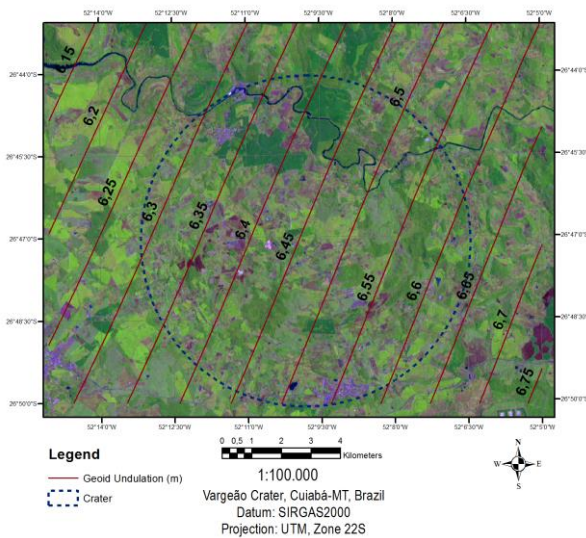 52°14'0"W 52°12'30"W 52°11'0"W 52°9'30"W 52°8'0"W 52°6'30"W 52°5'0"W
26°44'0"S 26°44'0"S
26°45'30"S 26°45'30"S
26°47'0"S 26°47'0"S
26°48'30"S 26°48'30"S
26°50'0"S 26°50'0"S
6,15
6,2
6,25
6,3
6,35
6,4
6,45
6,5
6,55
6,6
6,65
6,7
6,75
52°14'0"W 52°12'30"W 52°11'0"W 52°9'30"W 52°8'0"W 52°6'30"W 52°5'0"W
Legend
Geoid Undulation (m)
Crater
0 0,5 1 2 3 4
Kilometers
1:100.000
Vargeão Crater, Cuiabá-MT, Brazil
Datum: SIRGAS2000
Projection: UTM, Zone 22S
N
W E
S